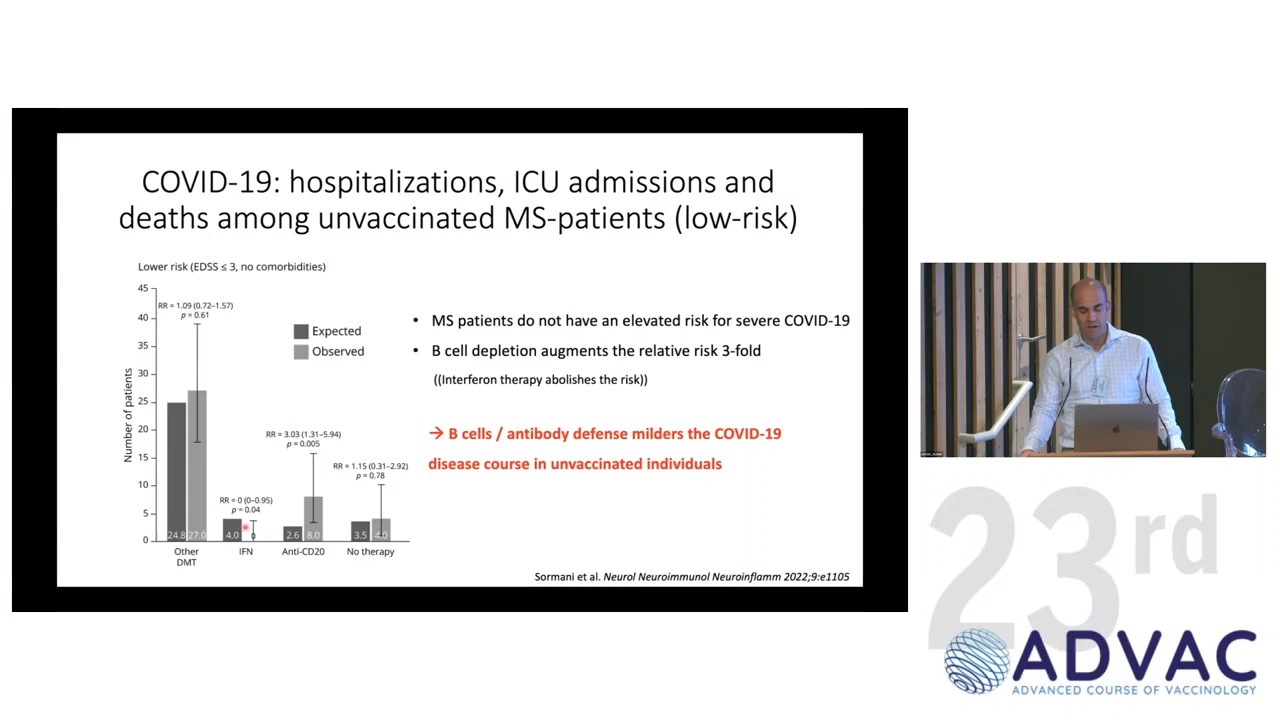 COVID-19: hospitalizations, ICU admissions and
deaths among unvaccinated MS-patients (low-risk)
Lower risk (EDSS ≤ 3, no comorbidities)
Number of patients
45
40
35
30
25
20
15
10
5
0
RR = 1.09 (0.72–1.57)
p = 0.61
RR = 0 (0–0.95)
p = 0.04
RR = 3.03 (1.31–5.94)
p = 0.005
RR = 1.15 (0.31–2.92)
p = 0.78
Expected
Observed
24.8 27.0
4.0 0
2.6 8.0
3.5 4.0
Other
DMT
IFN
Anti-CD20
No therapy
• MS patients do not have an elevated risk for severe COVID-19
• B cell depletion augments the relative risk 3-fold
((Interferon therapy abolishes the risk))
→ B cells / antibody defense milders the COVID-19
disease course in unvaccinated individuals
Sormani et al. Neurol Neuroimmunol Neuroinflamm 2022;9:e1105
23rd
ADVAC
ADVANCED COURSE OF VACCINOLOGY